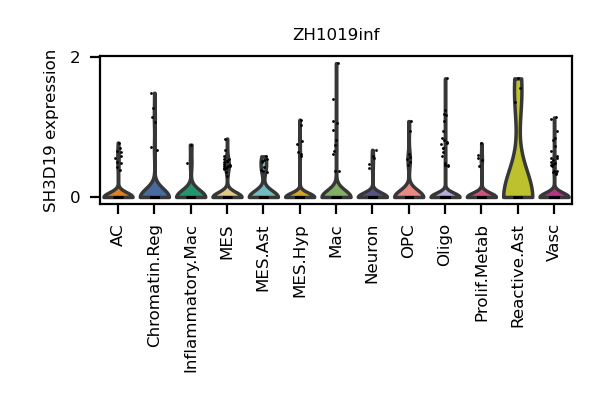 ZH1019inf
SH3D19 expression
2
0
AC
Chromatin.Reg
Inflammatory.Mac
MES
MES.Ast
MES.Hyp
Mac
Neuron
OPC
Oligo
Prolif.Metab
Reactive.Ast
Vasc